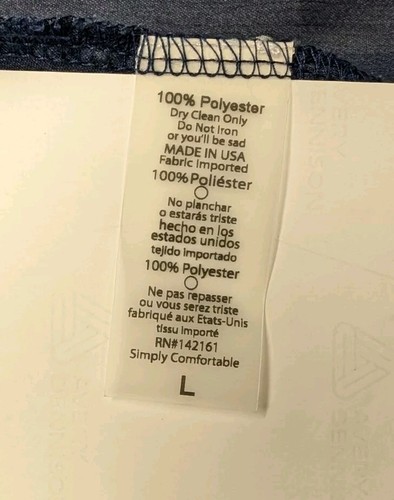 100% Polyester
Dry Clean Only
Do Not Iron
or you'll be sad
MADE IN USA
Fabric Imported
100% Poliéster
No planchar
o estarás triste
hecho en los
estados unidos
tejido importado
100% Polyester
Ne pas repasser
ou vous serez triste
fabriqué aux Etats-Unis
tissu importé
RN#142161
Simply Comfortable
L